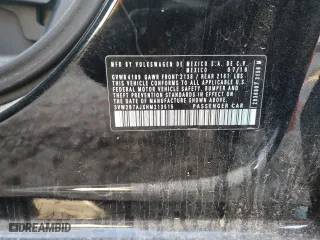 MFD BY VOLKSWAGEN DE MEXICO S.A. DE C.V.
MEXICO 07/16
GVWR 4189 GAWR FRONT 2138 / REAR 2161 LBS
THIS VEHICLE CONFORMS TO ALL APPLICABLE
FEDERAL MOTOR VEHICLE SAFETY, BUMPER, AND
THEFT PREVENTION STANDARDS IN EFFECT ON
THE DATE OF MANUFACTURE SHOWN ABOVE.
PASSENGER CAR